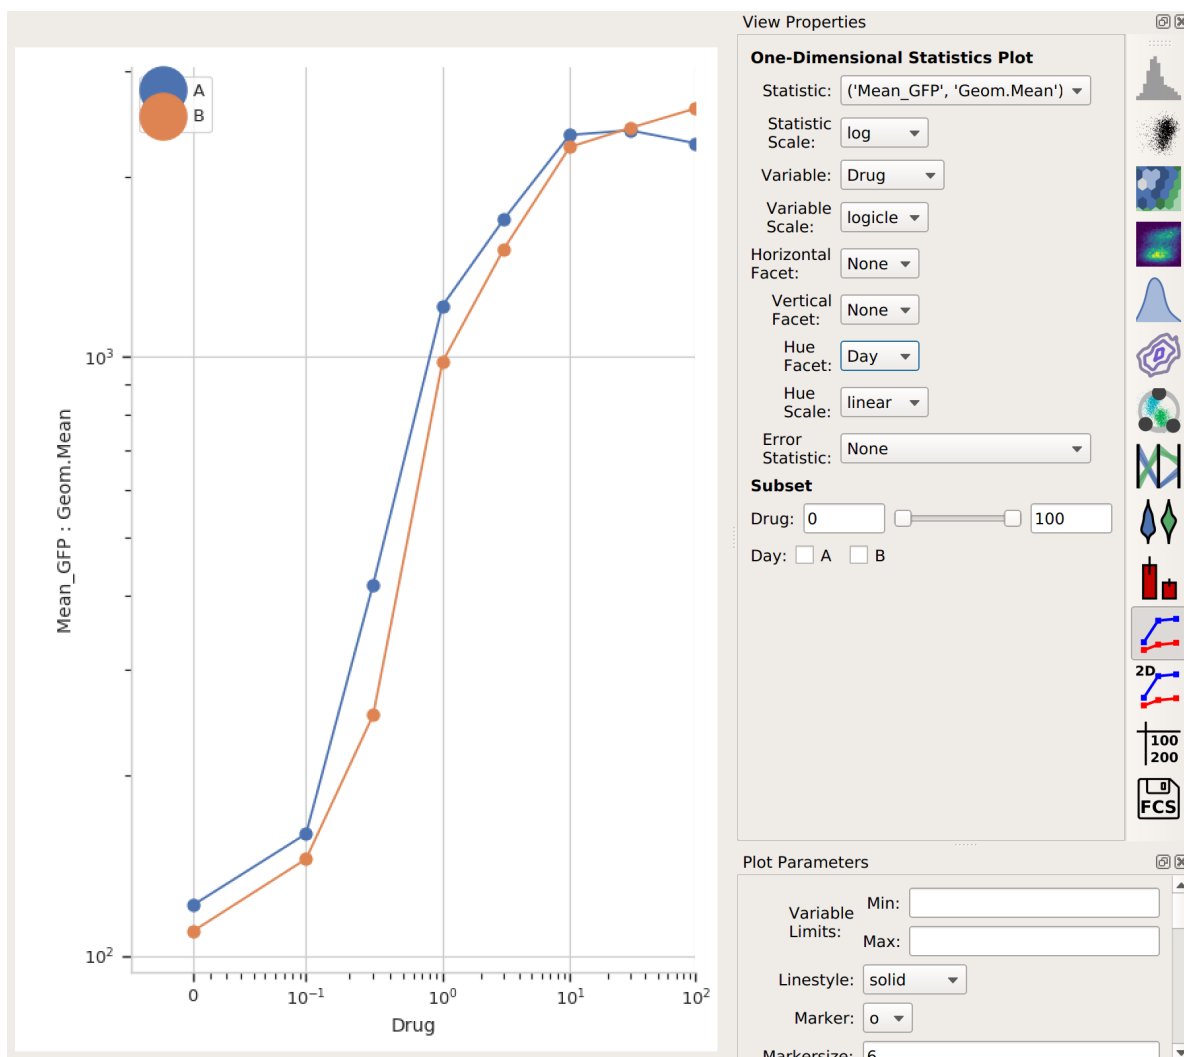 View Properties
One-Dimensional Statistics Plot
Statistic: ('Mean_GFP', 'Geom.Mean')
Statistic
Scale: log
Variable: Drug
Variable
Scale: logicle
Horizontal
Facet: None
Vertical
Facet: None
Hue
Facet: Day
Hue
Scale: linear
Error
Statistic: None
Subset
Drug: 0 100
Day: A B
2D
100
200
FCS
A
B
10³
10²
Mean_GFP : Geom.Mean
0 10⁻¹ 10⁰ 10¹ 10²
Drug
Plot Parameters
Variable
Limits:
Min:
Max:
Linestyle: solid
Marker: o
Markersize: 6